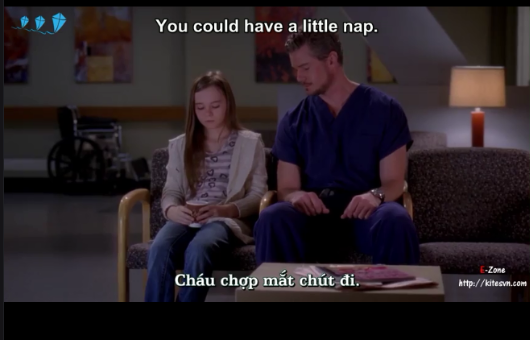 You could have a little nap.
Cháu chợp mắt chút đi.
E-Zone
http://kitesvn.com